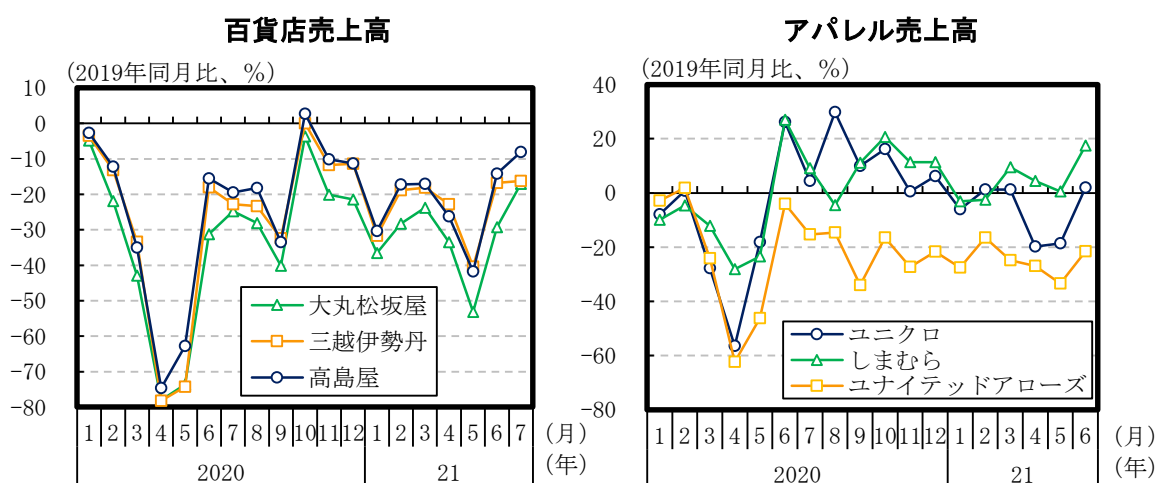 百貨店売上高
(2019年同月比、%)
10
0
-10
-20
-30
-40
-50
-60
-70
-80
大丸松坂屋
三越伊勢丹
高島屋
1 2 3 4 5 6 7 8 9 10 11 12 1 2 3 4 5 6 7 (月)
2020 21 (年)
アパレル売上高
(2019年同月比、%)
40
20
0
-20
-40
-60
-80
ユニクロ
しまむら
ユナイテッドアローズ
1 2 3 4 5 6 7 8 9 10 11 12 1 2 3 4 5 6 (月)
2020 21 (年)